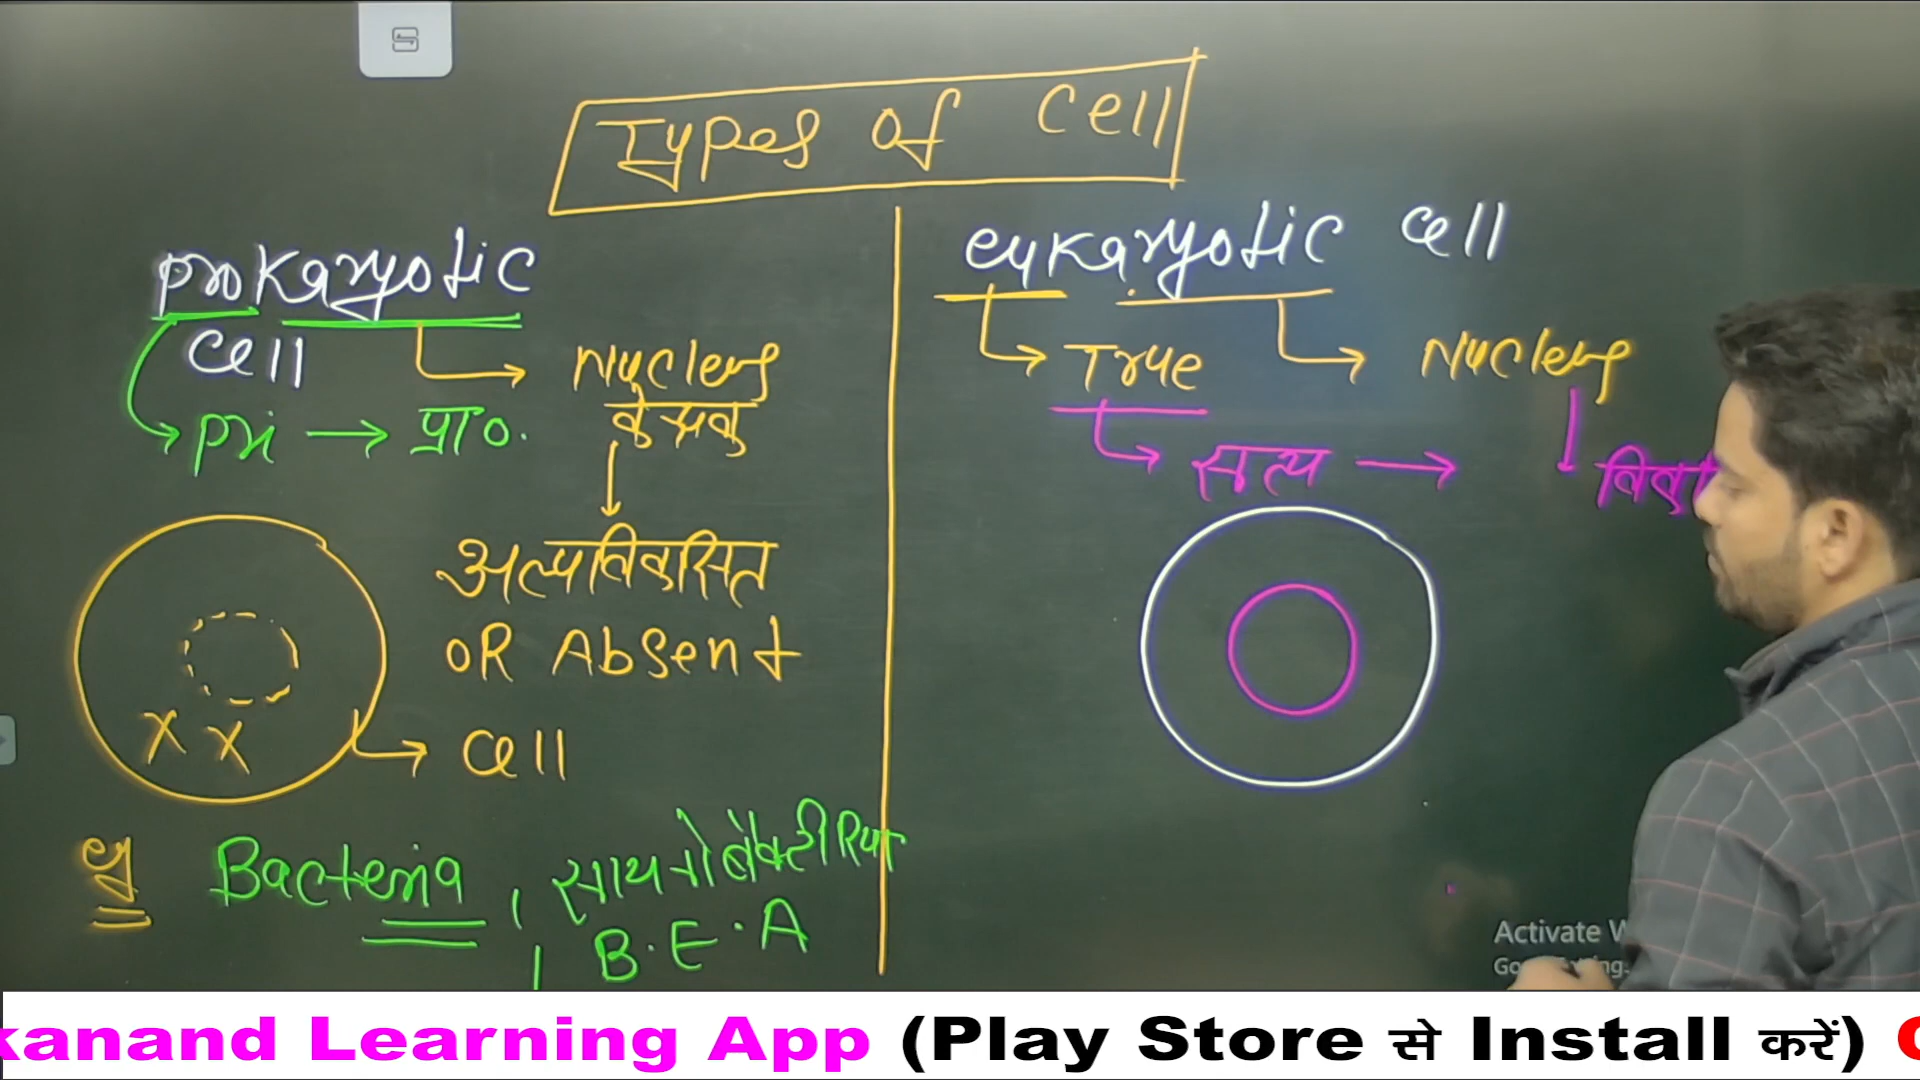 Types of Cell
Prokaryotic
Cell
Nucleus
केन्द्रक
Pri → प्रा०.
अल्पविकसित
OR Absent
X X
Cell
eg
Bacteria , सायनोबैक्टीरिया
, B.E.A
eukaryotic Cell
True
Nucleus
सत्य →
Activate W
kanand Learning App (Play Store से Install करें)